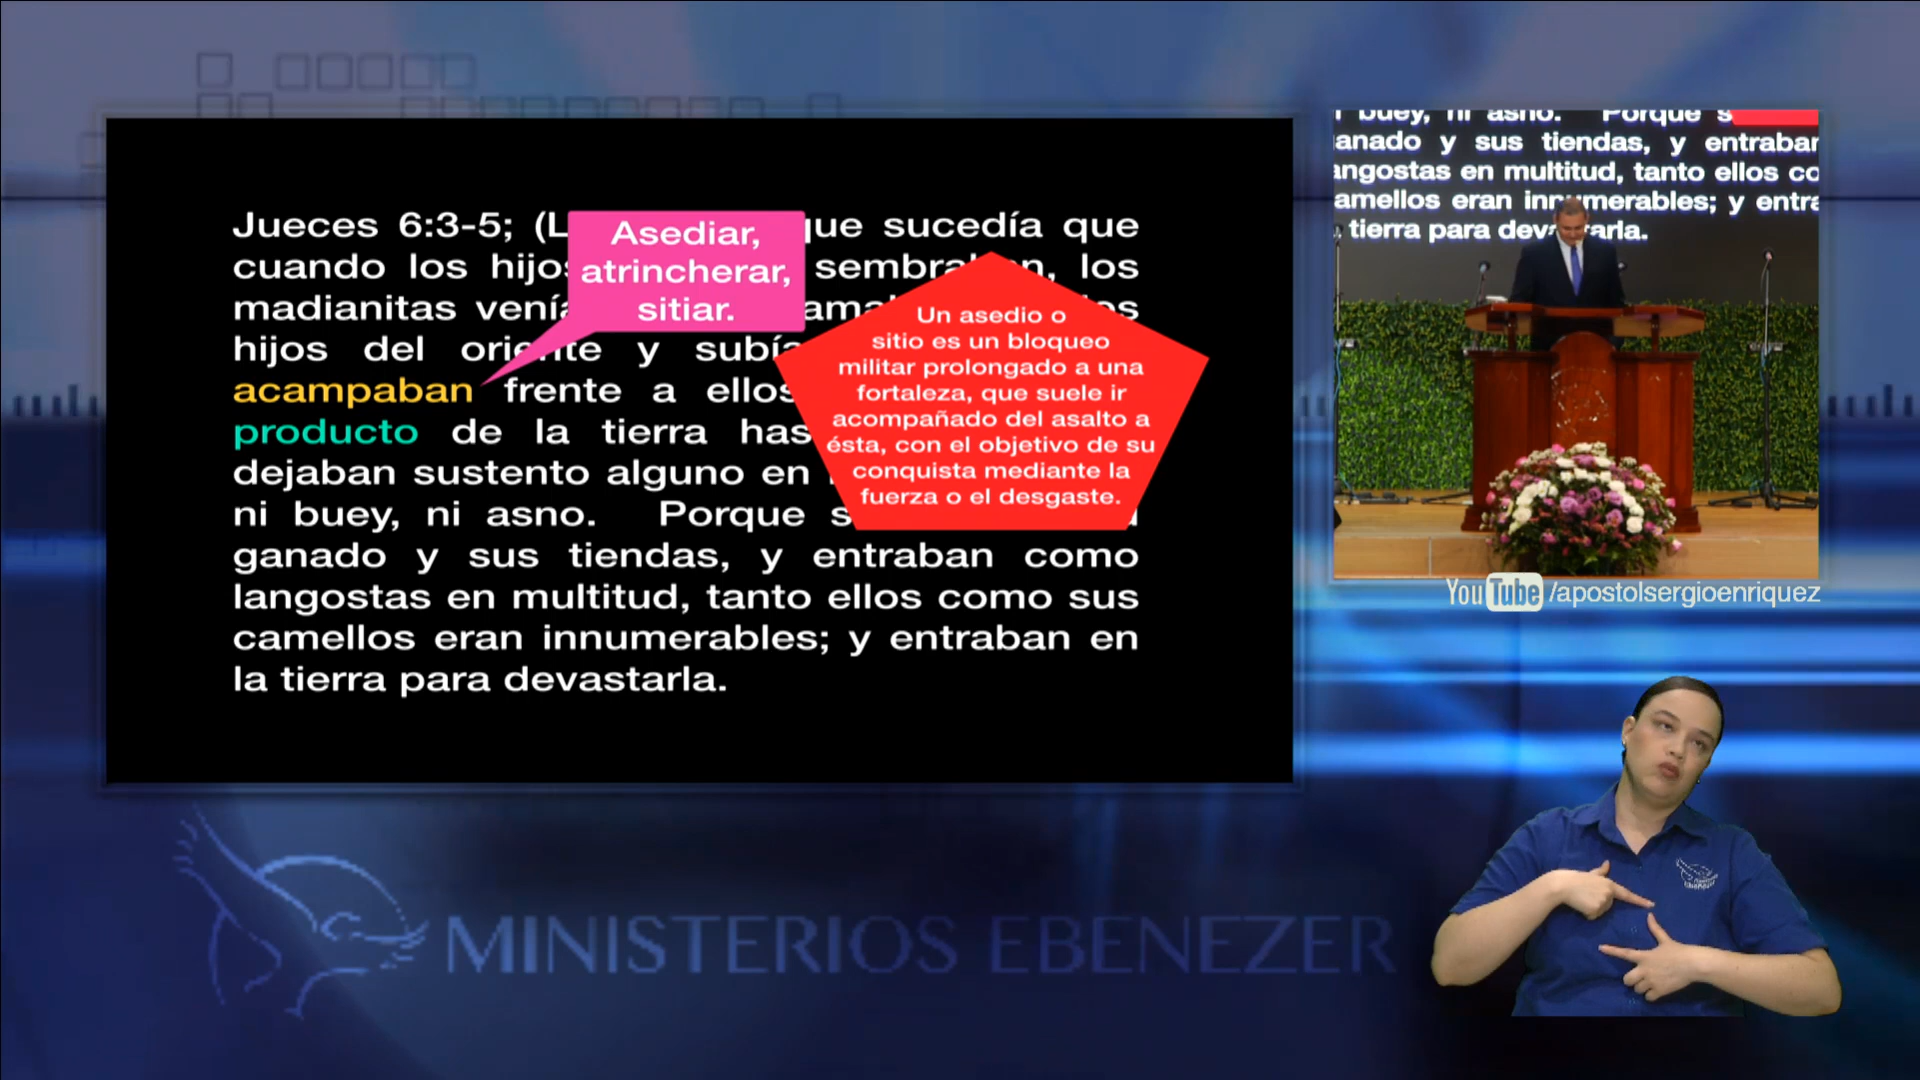 Jueces 6:3-5; (L que sucedía que
cuando los hijos sembraban, los
madianitas venía
hijos del oriente y subía
acampaban frente a ellos
producto de la tierra has
dejaban sustento alguno en
ni buey, ni asno. Porque s
ganado y sus tiendas, y entraban como
langostas en multitud, tanto ellos como sus
camellos eran innumerables; y entraban en
la tierra para devastarla.
Asediar,
atrincherar,
sitiar.
Un asedio o
sitio es un bloqueo
militar prolongado a una
fortaleza, que suele ir
acompañado del asalto a
ésta, con el objetivo de su
conquista mediante la
fuerza o el desgaste.
buey, ni asno. Porque s
anado y sus tiendas, y entraban
angostas en multitud, tanto ellos co
amellos eran innumerables; y entra
tierra para devastarla.
YouTube /apostolsergioenriquez
MINISTERIOS EBENEZER